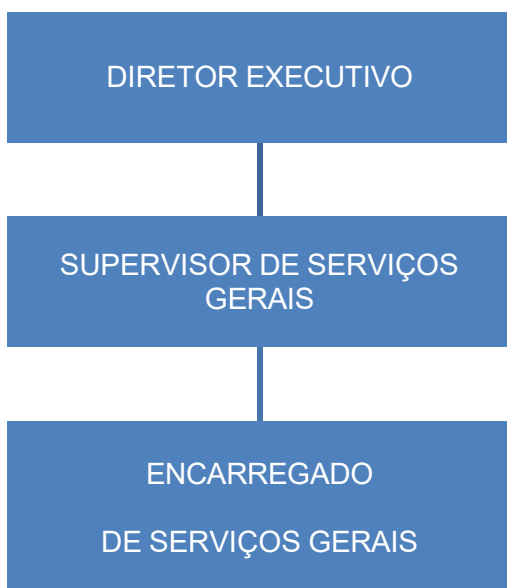 DIRETOR EXECUTIVO
SUPERVISOR DE SERVIÇOS
GERAIS
ENCARREGADO
DE SERVIÇOS GERAIS